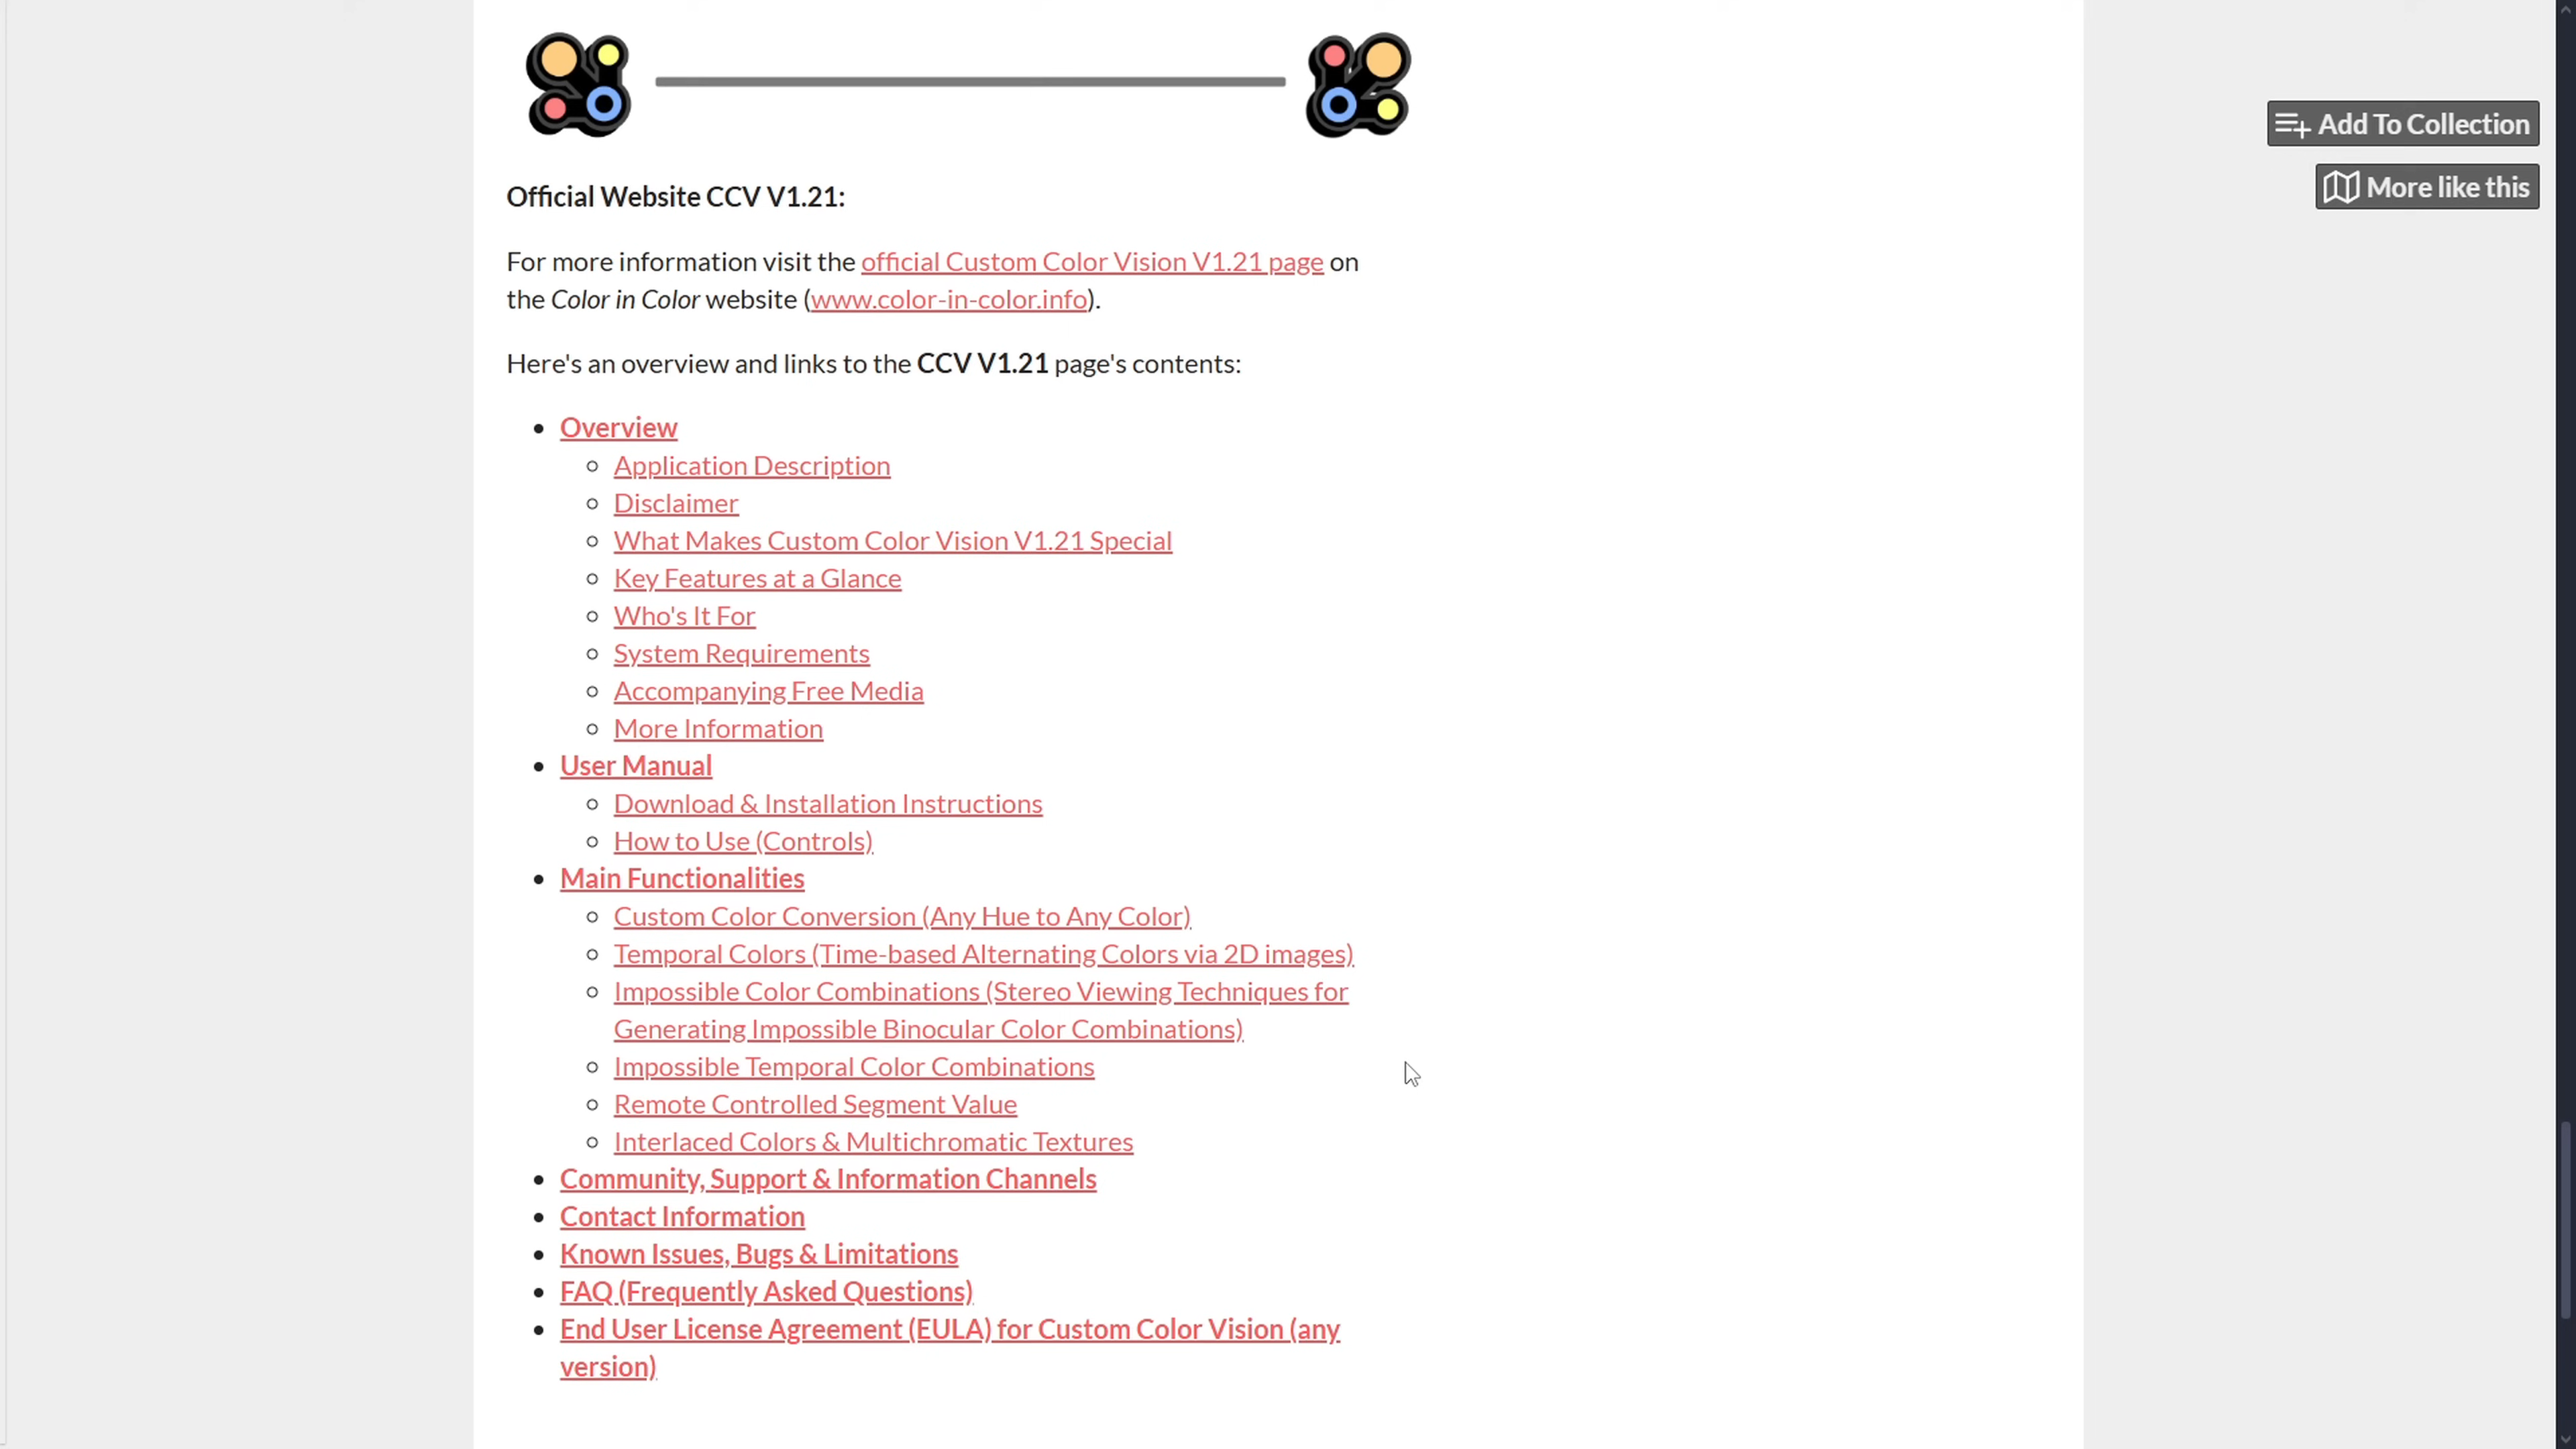 Add To Collection
More like this
Official Website CCV V1.21:
For more information visit the official Custom Color Vision V1.21 page on
the Color in Color website (www.color-in-color.info).
Here's an overview and links to the CCV V1.21 page's contents:
Overview
Application Description
Disclaimer
What Makes Custom Color Vision V1.21 Special
Key Features at a Glance
Who's It For
System Requirements
Accompanying Free Media
More Information
User Manual
Download & Installation Instructions
How to Use (Controls)
Main Functionalities
Custom Color Conversion (Any Hue to Any Color)
Temporal Colors (Time-based Alternating Colors via 2D images)
Impossible Color Combinations (Stereo Viewing Techniques for
Generating Impossible Binocular Color Combinations)
Impossible Temporal Color Combinations
Remote Controlled Segment Value
Interlaced Colors & Multichromatic Textures
Community, Support & Information Channels
Contact Information
Known Issues, Bugs & Limitations
FAQ (Frequently Asked Questions)
End User License Agreement (EULA) for Custom Color Vision (any
version)